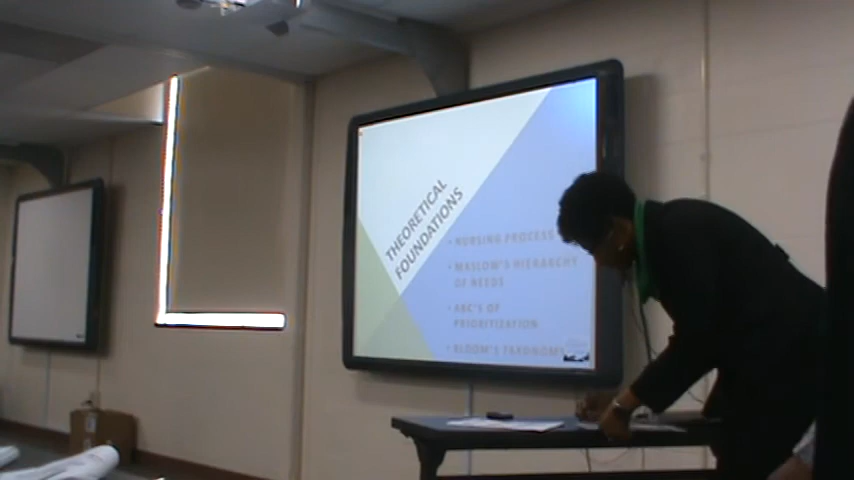 THEORETICAL
FOUNDATIONS
• NURSING PROCESS
• MASLOW'S HIERARCHY
OF NEEDS
• ABC'S OF
PRIORITIZATION
• BLOOM'S TAXONOMY